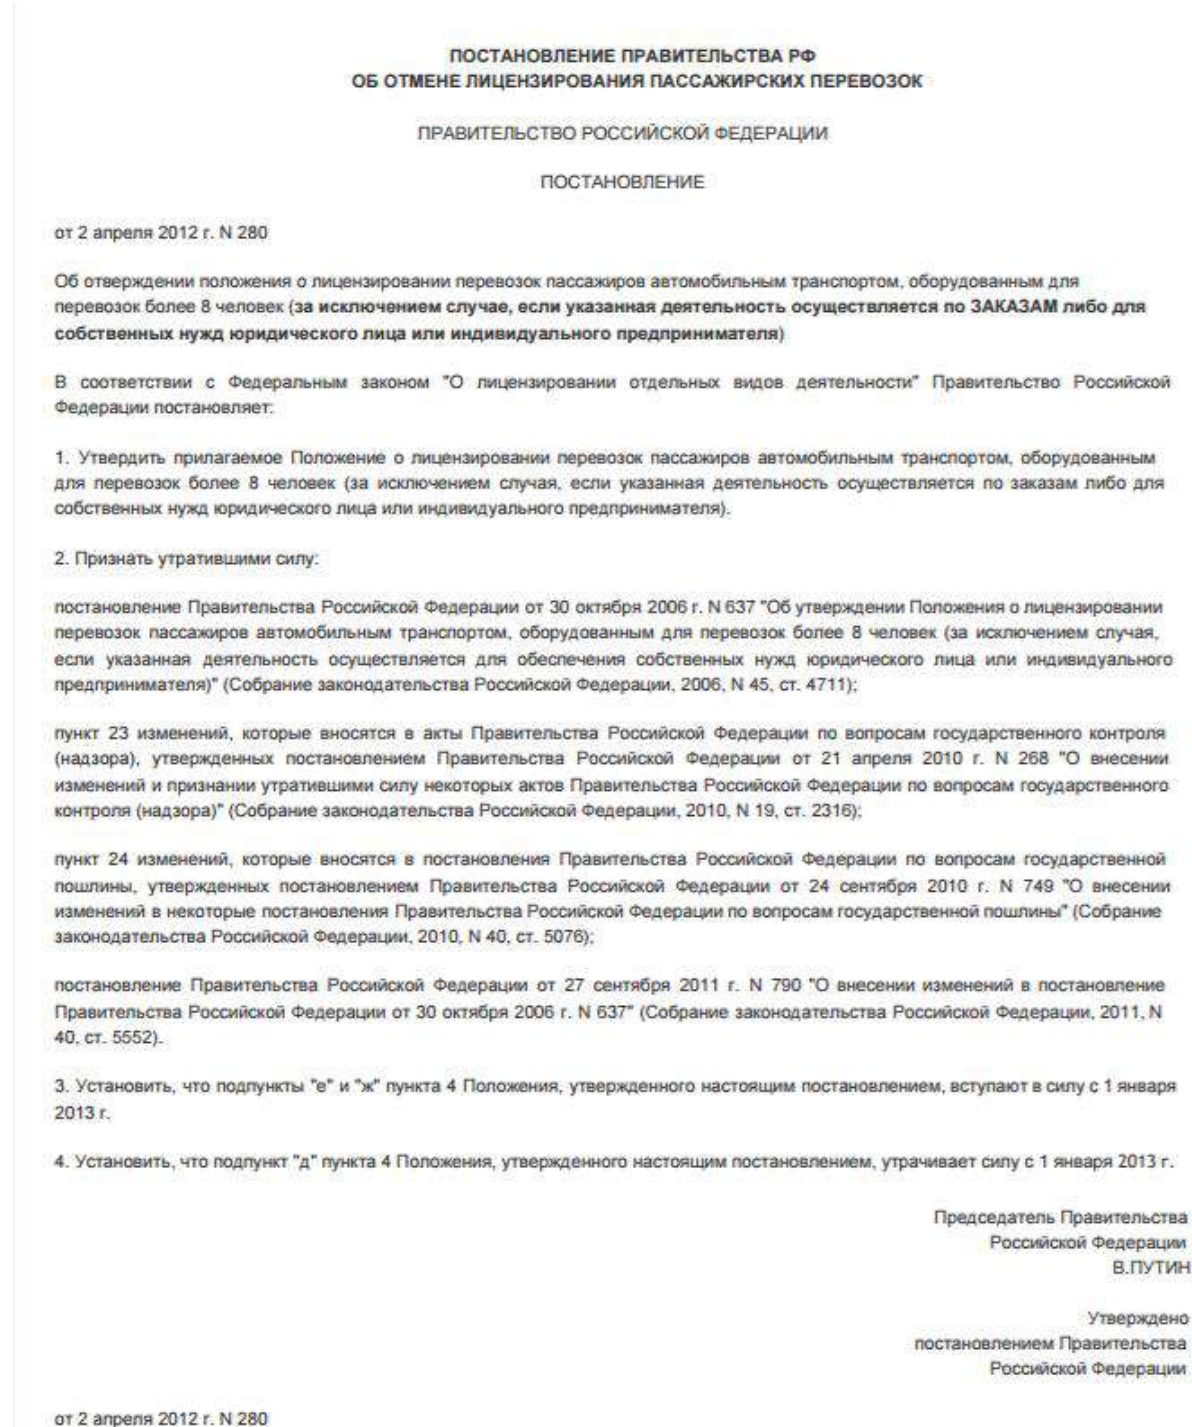 ПОСТАНОВЛЕНИЕ ПРАВИТЕЛЬСТВА РФ
ОБ ОТМЕНЕ ЛИЦЕНЗИРОВАНИЯ ПАССАЖИРСКИХ ПЕРЕВОЗОК
ПРАВИТЕЛЬСТВО РОССИЙСКОЙ ФЕДЕРАЦИИ
ПОСТАНОВЛЕНИЕ
от 2 апреля 2012 г. N 280
Об отверждении положения о лицензировании перевозок пассажиров автомобильным транспортом, оборудованным для
перевозок более 8 человек (за исключением случае, если указанная деятельность осуществляется по ЗАКАЗАМ либо для
собственных нужд юридического лица или индивидуального предпринимателя)
В соответствии с Федеральным законом "О лицензировании отдельных видов деятельности" Правительство Российской
Федерации постановляет:
1. Утвердить прилагаемое Положение о лицензировании перевозок пассажиров автомобильным транспортом, оборудованным
для перевозок более 8 человек (за исключением случая, если указанная деятельность осуществляется по заказам либо для
собственных нужд юридического лица или индивидуального предпринимателя).
2. Признать утратившими силу:
постановление Правительства Российской Федерации от 30 октября 2006 г. N 637 "Об утверждении Положения о лицензировании
перевозок пассажиров автомобильным транспортом, оборудованным для перевозок более 8 человек (за исключением случая,
если указанная деятельность осуществляется для обеспечения собственных нужд юридического лица или индивидуального
предпринимателя)" (Собрание законодательства Российской Федерации, 2006, N 45, ст. 4711);
пункт 23 изменений, которые вносятся в акты Правительства Российской Федерации по вопросам государственного контроля
(надзора), утвержденных постановлением Правительства Российской Федерации от 21 апреля 2010 г. N 268 "О внесении
изменений и признании утратившими силу некоторых актов Правительства Российской Федерации по вопросам государственного
контроля (надзора)" (Собрание законодательства Российской Федерации, 2010, N 19, ст. 2316);
пункт 24 изменений, которые вносятся в постановления Правительства Российской Федерации по вопросам государственной
пошлины, утвержденных постановлением Правительства Российской Федерации от 24 сентября 2010 г. N 749 "О внесении
изменений в некоторые постановления Правительства Российской Федерации по вопросам государственной пошлины" (Собрание
законодательства Российской Федерации, 2010, N 40, ст. 5076);
постановление Правительства Российской Федерации от 27 сентября 2011 г. N 790 "О внесении изменений в постановление
Правительства Российской Федерации от 30 октября 2006 г. N 637" (Собрание законодательства Российской Федерации, 2011, N
40, ст. 5552).
3. Установить, что подпункты "е" и "ж" пункта 4 Положения, утвержденного настоящим постановлением, вступают в силу с 1 января
2013 г.
4. Установить, что подпункт "д" пункта 4 Положения, утвержденного настоящим постановлением, утрачивает силу с 1 января 2013 г.
Председатель Правительства
Российской Федерации
В.ПУТИН
Утверждено
постановлением Правительства
Российской Федерации
от 2 апреля 2012 г. N 280